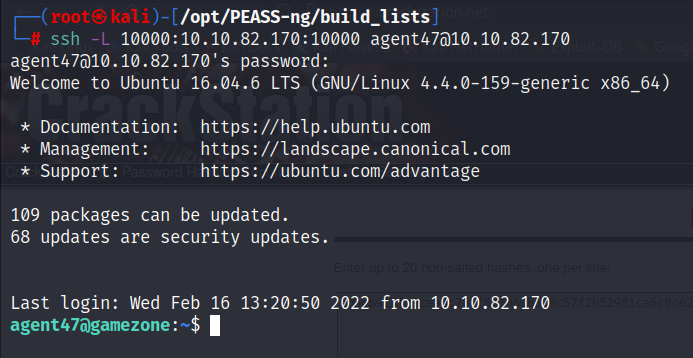 ┌──(root㉿kali)-[/opt/PEASS-ng/build_lists]
└─# ssh -L 10000:10.10.82.170:10000 agent47@10.10.82.170
agent47@10.10.82.170's password:
Welcome to Ubuntu 16.04.6 LTS (GNU/Linux 4.4.0-159-generic x86_64)
 * Documentation:  https://help.ubuntu.com
 * Management:     https://landscape.canonical.com
 * Support:        https://ubuntu.com/advantage
109 packages can be updated.
68 updates are security updates.
Enter up to 20 non-salted hashes, one per line:
Last login: Wed Feb 16 13:20:50 2022 from 10.10.82.170
agent47@gamezone:~$